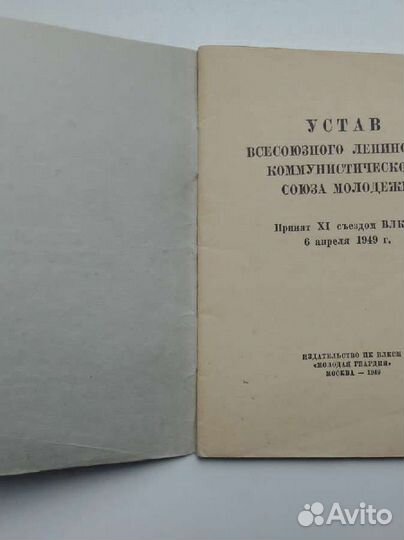 УСТАВ
ВСЕСОЮЗНОГО ЛЕНИНС
КОММУНИСТИЧЕСКО
СОЮЗА МОЛОДЕЖ
Принят XI съездом ВЛК
6 апреля 1949 г.
ИЗДАТЕЛЬСТВО ЦК ВЛКСМ
«МОЛОДАЯ ГВАРДИЯ»
МОСКВА — 1949
Avito